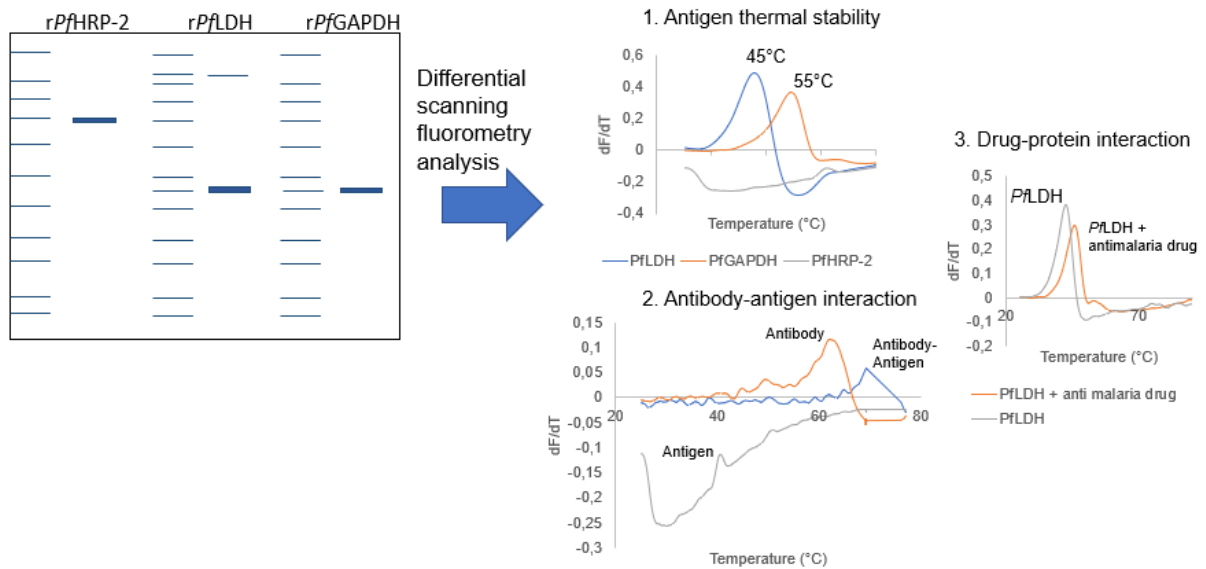 rPfHRP-2 rPfLDH rPfGAPDH
Differential
scanning
fluorometry
analysis
1. Antigen thermal stability
0,6
0,4
0,2
0
-0,2
-0,4
dF/dT
45°C
55°C
Temperature (°C)
PfLDH PfGAPDH PfHRP-2
2. Antibody-antigen interaction
0,15
0,1
0,05
0
-0,05
-0,1
-0,15
-0,2
-0,25
-0,3
dF/dT
20 40 60 80
Antibody
Antibody-
Antigen
Antigen
Temperature (°C)
3. Drug-protein interaction
0,5
0,4
0,3
0,2
0,1
0
-0,1
-0,2
dF/dT
20 70
PfLDH
PfLDH +
antimalaria drug
Temperature (°C)
PfLDH + anti malaria drug
PfLDH